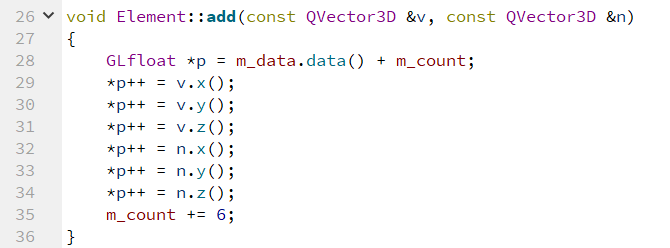 26 void Element::add(const QVector3D &v, const QVector3D &n)
27 {
28     GLfloat *p = m_data.data() + m_count;
29     *p++ = v.x();
30     *p++ = v.y();
31     *p++ = v.z();
32     *p++ = n.x();
33     *p++ = n.y();
34     *p++ = n.z();
35     m_count += 6;
36 }